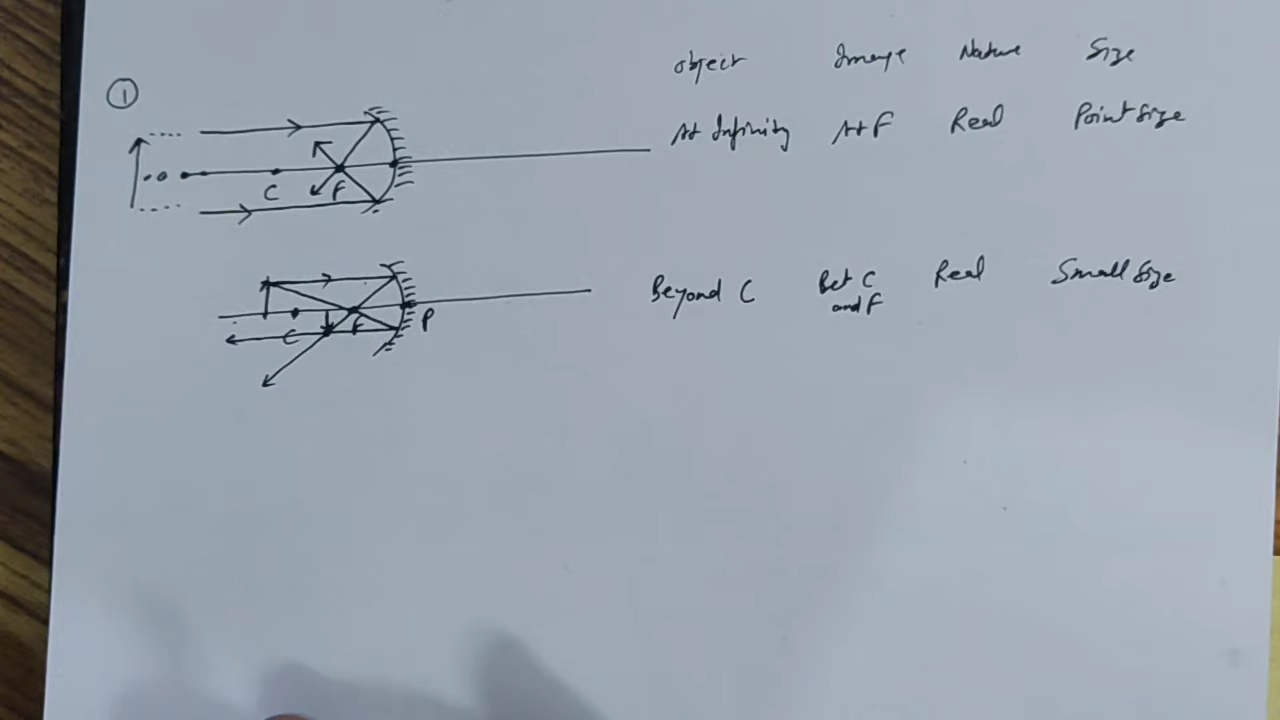 object Image Nature Size
①
At Infinity At F Real Point Size
C F
Beyond C Bet C Real Small Size
and F
C F P